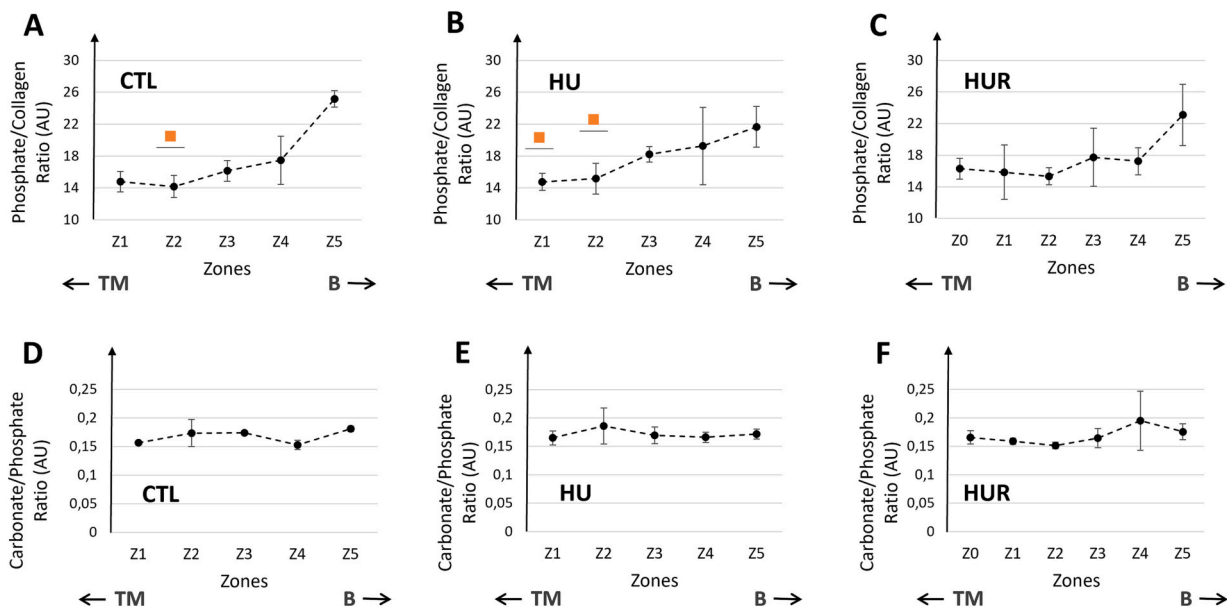 A
Phosphate/Collagen
Ratio (AU)
30
26
22
18
14
10
CTL
Z1 Z2 Z3 Z4 Z5
Zones
TM B
B
Phosphate/Collagen
Ratio (AU)
30
26
22
18
14
10
HU
Z1 Z2 Z3 Z4 Z5
Zones
TM B
C
Phosphate/Collagen
Ratio (AU)
30
26
22
18
14
10
HUR
Z0 Z1 Z2 Z3 Z4 Z5
Zones
TM B
D
Carbonate/Phosphate
Ratio (AU)
0,25
0,2
0,15
0,1
0,05
0
CTL
Z1 Z2 Z3 Z4 Z5
Zones
TM B
E
Carbonate/Phosphate
Ratio (AU)
0,25
0,2
0,15
0,1
0,05
0
HU
Z1 Z2 Z3 Z4 Z5
Zones
TM B
F
Carbonate/Phosphate
Ratio (AU)
0,25
0,2
0,15
0,1
0,05
0
HUR
Z0 Z1 Z2 Z3 Z4 Z5
Zones
TM B